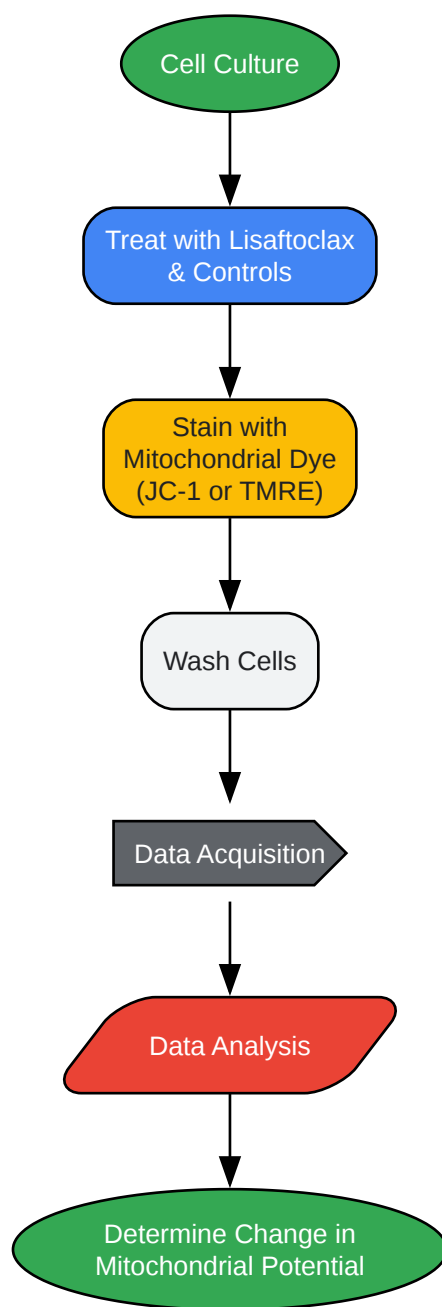 Cell Culture
Treat with Lisaftoclax
& Controls
Stain with
Mitochondrial Dye
(JC-1 or TMRE)
Wash Cells
Data Acquisition
Data Analysis
Determine Change in
Mitochondrial Potential